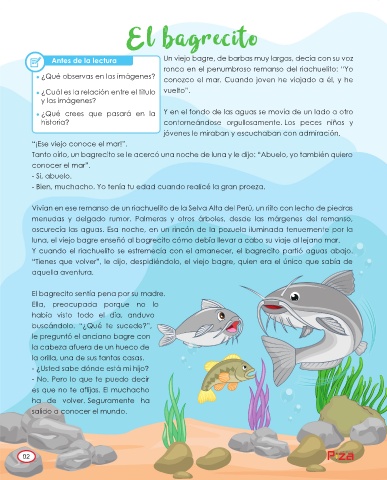 El bagrecito
Antes de la lectura
• ¿Qué observas en las imágenes?
• ¿Cuál es la relación entre el título
y las imágenes?
• ¿Qué crees que pasará en la
historia?
Un viejo bagre, de barbas muy largas, decía con su voz
ronca en el penumbroso remanso del riachuelito: "Yo
conozco el mar. Cuando joven he viajado a él, y he
vuelto".
Y en el fondo de las aguas se movía de un lado a otro
contoneándose orgullosamente. Los peces niños y
jóvenes le miraban y escuchaban con admiración.
"¡Ese viejo conoce el mar!".
Tanto oírlo, un bagrecito se le acercó una noche de luna y le dijo: "Abuelo, yo también quiero
conocer el mar".
- Sí, abuelo.
- Bien, muchacho. Yo tenía tu edad cuando realicé la gran proeza.
Vivían en ese remanso de un riachuelito de la Selva Alta del Perú, un riíto con lecho de piedras
menudas y delgado rumor. Palmeras y otros árboles, desde las márgenes del remanso,
oscurecía las aguas. Esa noche, en un rincón de la pozuela iluminada tenuemente por la
luna, el viejo bagre enseñó al bagrecito cómo debía llevar a cabo su viaje al lejano mar.
Y cuando el riachuelito se estremecía con el amanecer, el bagrecito partió aguas abajo.
"Tienes que volver", le dijo, despidiéndolo, el viejo bagre, quien era el único que sabía de
aquella aventura.
El bagrecito sentía pena por su madre.
Ella, preocupada porque no lo
había visto todo el día, anduvo
buscándolo. "¿Qué te sucede?",
le preguntó el anciano bagre con
la cabeza afuera de un hueco de
la orilla, una de sus tantas casas.
- ¿Usted sabe dónde está mi hijo?
- No. Pero lo que te puedo decir
es que no te aflijas. El muchacho
ha de volver. Seguramente ha
salido a conocer el mundo.
02